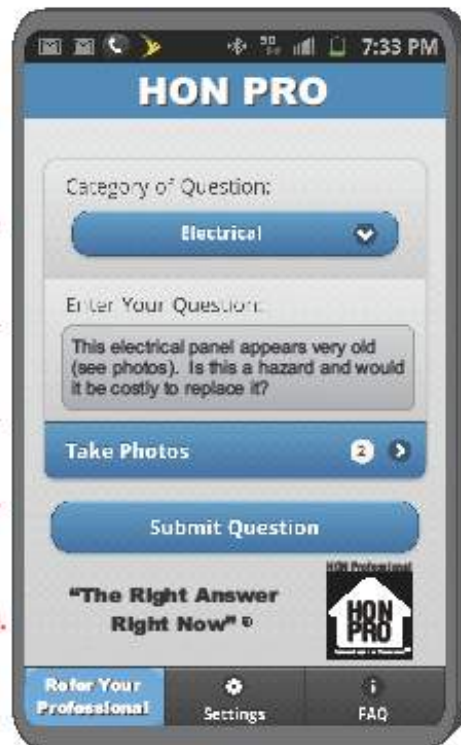 7:33 PM
HON PRO
Category of Question:
Electrical
Enter Your Question:
This electrical panel appears very old
(see photos). Is this a hazard and would
it be costly to replace it?
Take Photos
2
Submit Question
"The Right Answer
Right Now" ©
HON Professional
HON
PRO
Refer Your
Professional
Settings
FAQ